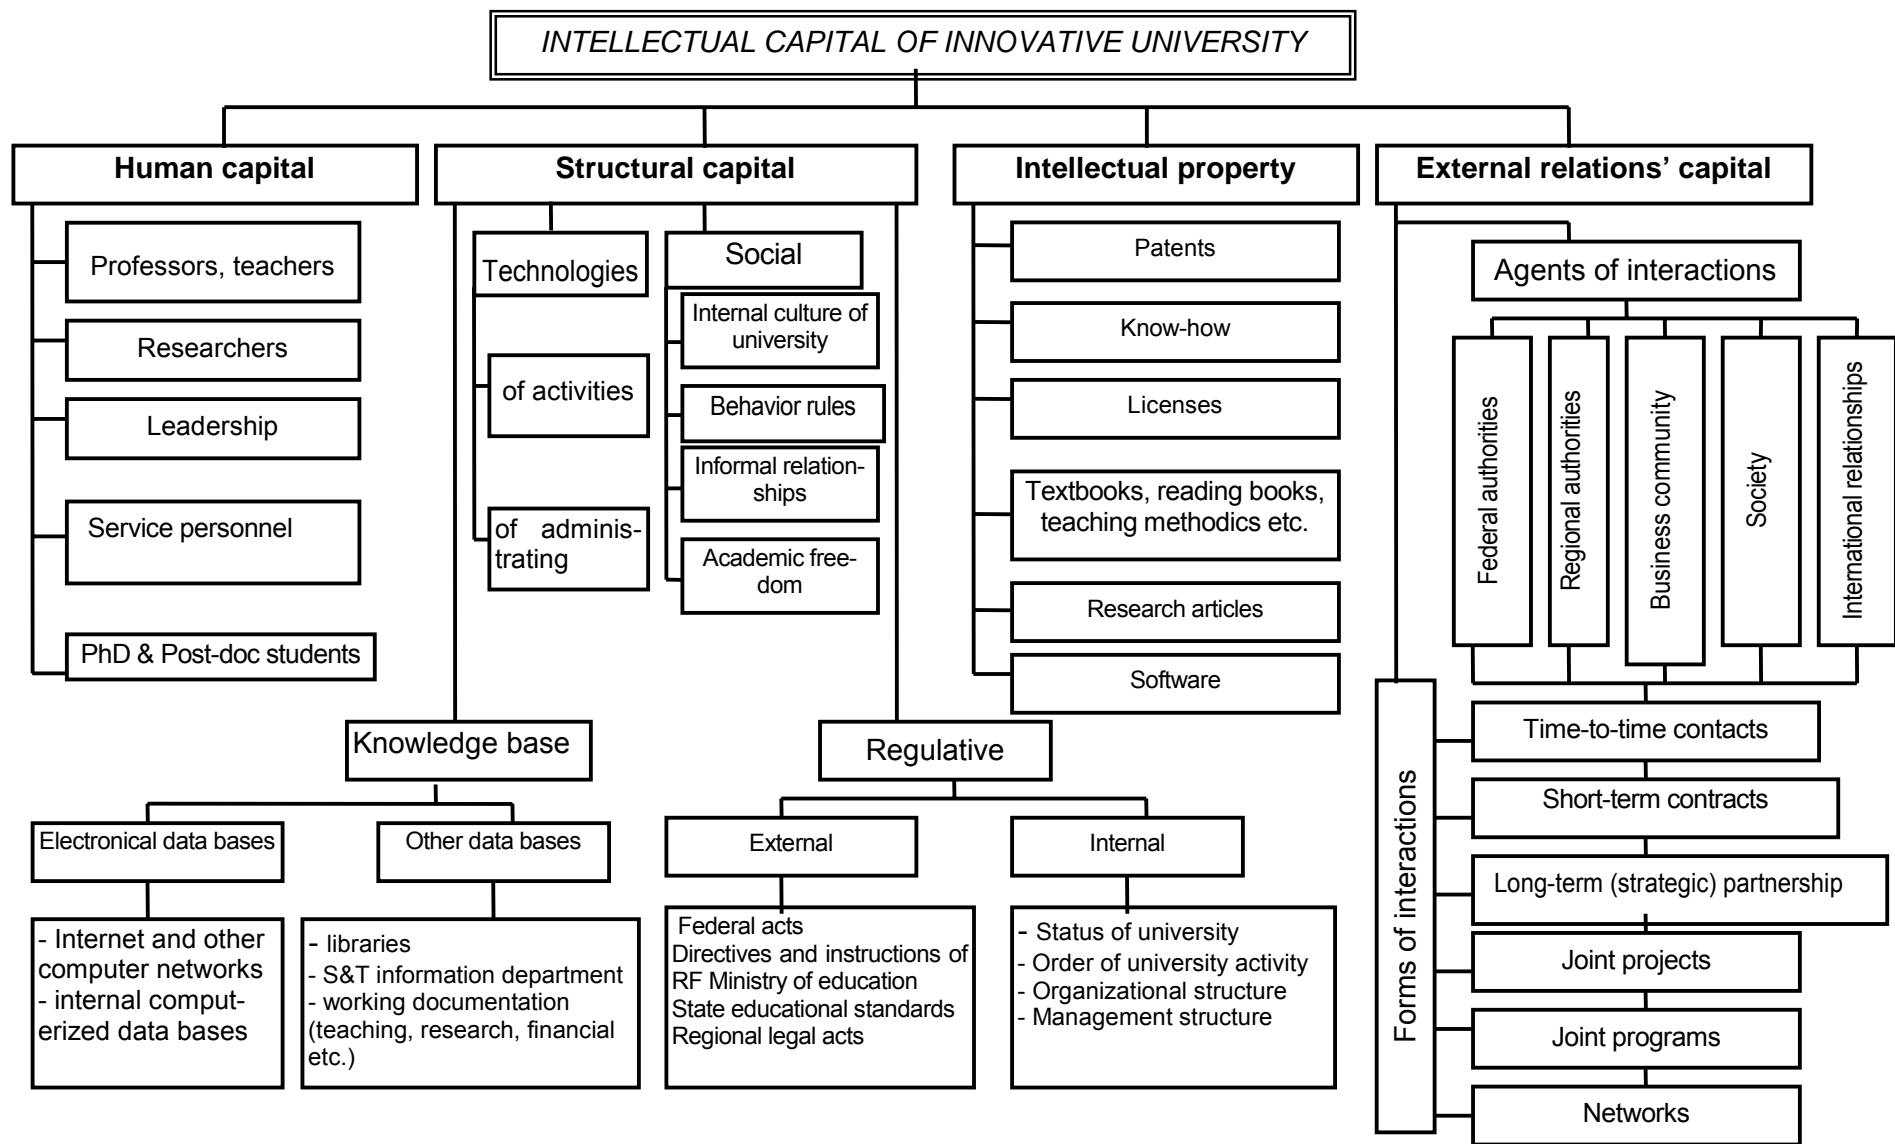 INTELLECTUAL CAPITAL OF INNOVATIVE UNIVERSITY
Human capital
Professors, teachers
Researchers
Leadership
Service personnel
PhD & Post-doc students
Structural capital
Technologies
of activities
of adminis-
trating
Social
Internal culture of
university
Behavior rules
Informal relation-
ships
Academic free-
dom
Knowledge base
Electronical data bases
- Internet and other
computer networks
- internal comput-
erized data bases
Other data bases
- libraries
- S&T information department
- working documentation
(teaching, research, financial
etc.)
Regulative
External
Federal acts
Directives and instructions of
RF Ministry of education
State educational standards
Regional legal acts
Internal
- Status of university
- Order of university activity
- Organizational structure
- Management structure
Intellectual property
Patents
Know-how
Licenses
Textbooks, reading books,
teaching methodics etc.
Research articles
Software
External relations’ capital
Agents of interactions
Federal authorities
Regional authorities
Business community
Society
International relationships
Forms of interactions
Time-to-time contacts
Short-term contracts
Long-term (strategic) partnership
Joint projects
Joint programs
Networks